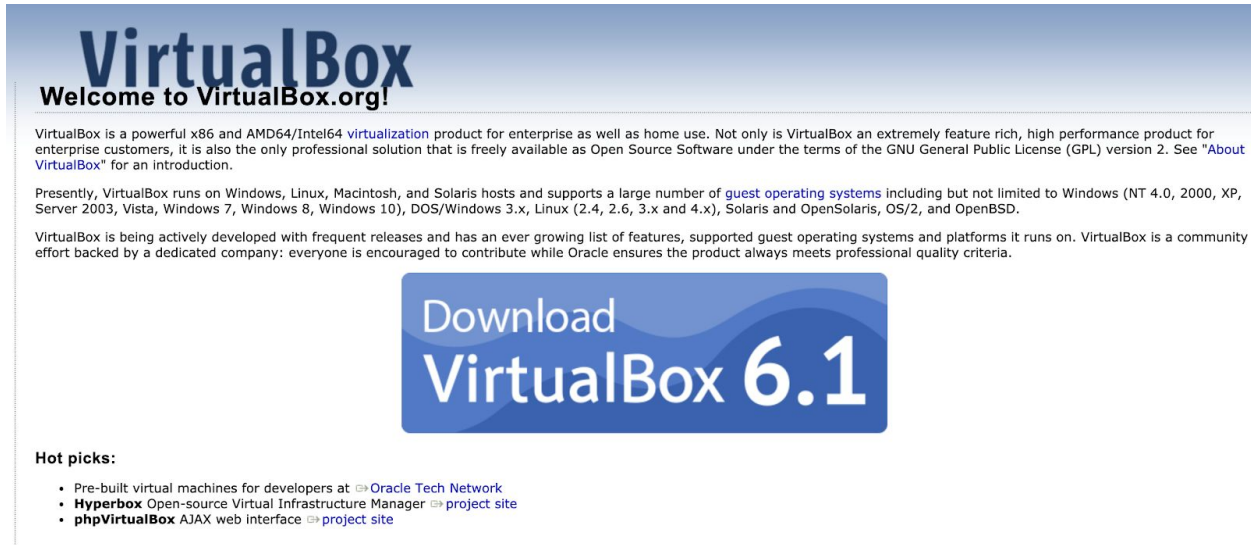 VirtualBox
Welcome to VirtualBox.org!
VirtualBox is a powerful x86 and AMD64/Intel64 virtualization product for enterprise as well as home use. Not only is VirtualBox an extremely feature rich, high performance product for
enterprise customers, it is also the only professional solution that is freely available as Open Source Software under the terms of the GNU General Public License (GPL) version 2. See "About
VirtualBox" for an introduction.
Presently, VirtualBox runs on Windows, Linux, Macintosh, and Solaris hosts and supports a large number of guest operating systems including but not limited to Windows (NT 4.0, 2000, XP,
Server 2003, Vista, Windows 7, Windows 8, Windows 10), DOS/Windows 3.x, Linux (2.4, 2.6, 3.x and 4.x), Solaris and OpenSolaris, OS/2, and OpenBSD.
VirtualBox is being actively developed with frequent releases and has an ever growing list of features, supported guest operating systems and platforms it runs on. VirtualBox is a community
effort backed by a dedicated company: everyone is encouraged to contribute while Oracle ensures the product always meets professional quality criteria.
Download
VirtualBox 6.1
Hot picks:
• Pre-built virtual machines for developers at Oracle Tech Network
• Hyperbox Open-source Virtual Infrastructure Manager project site
• phpVirtualBox AJAX web interface project site